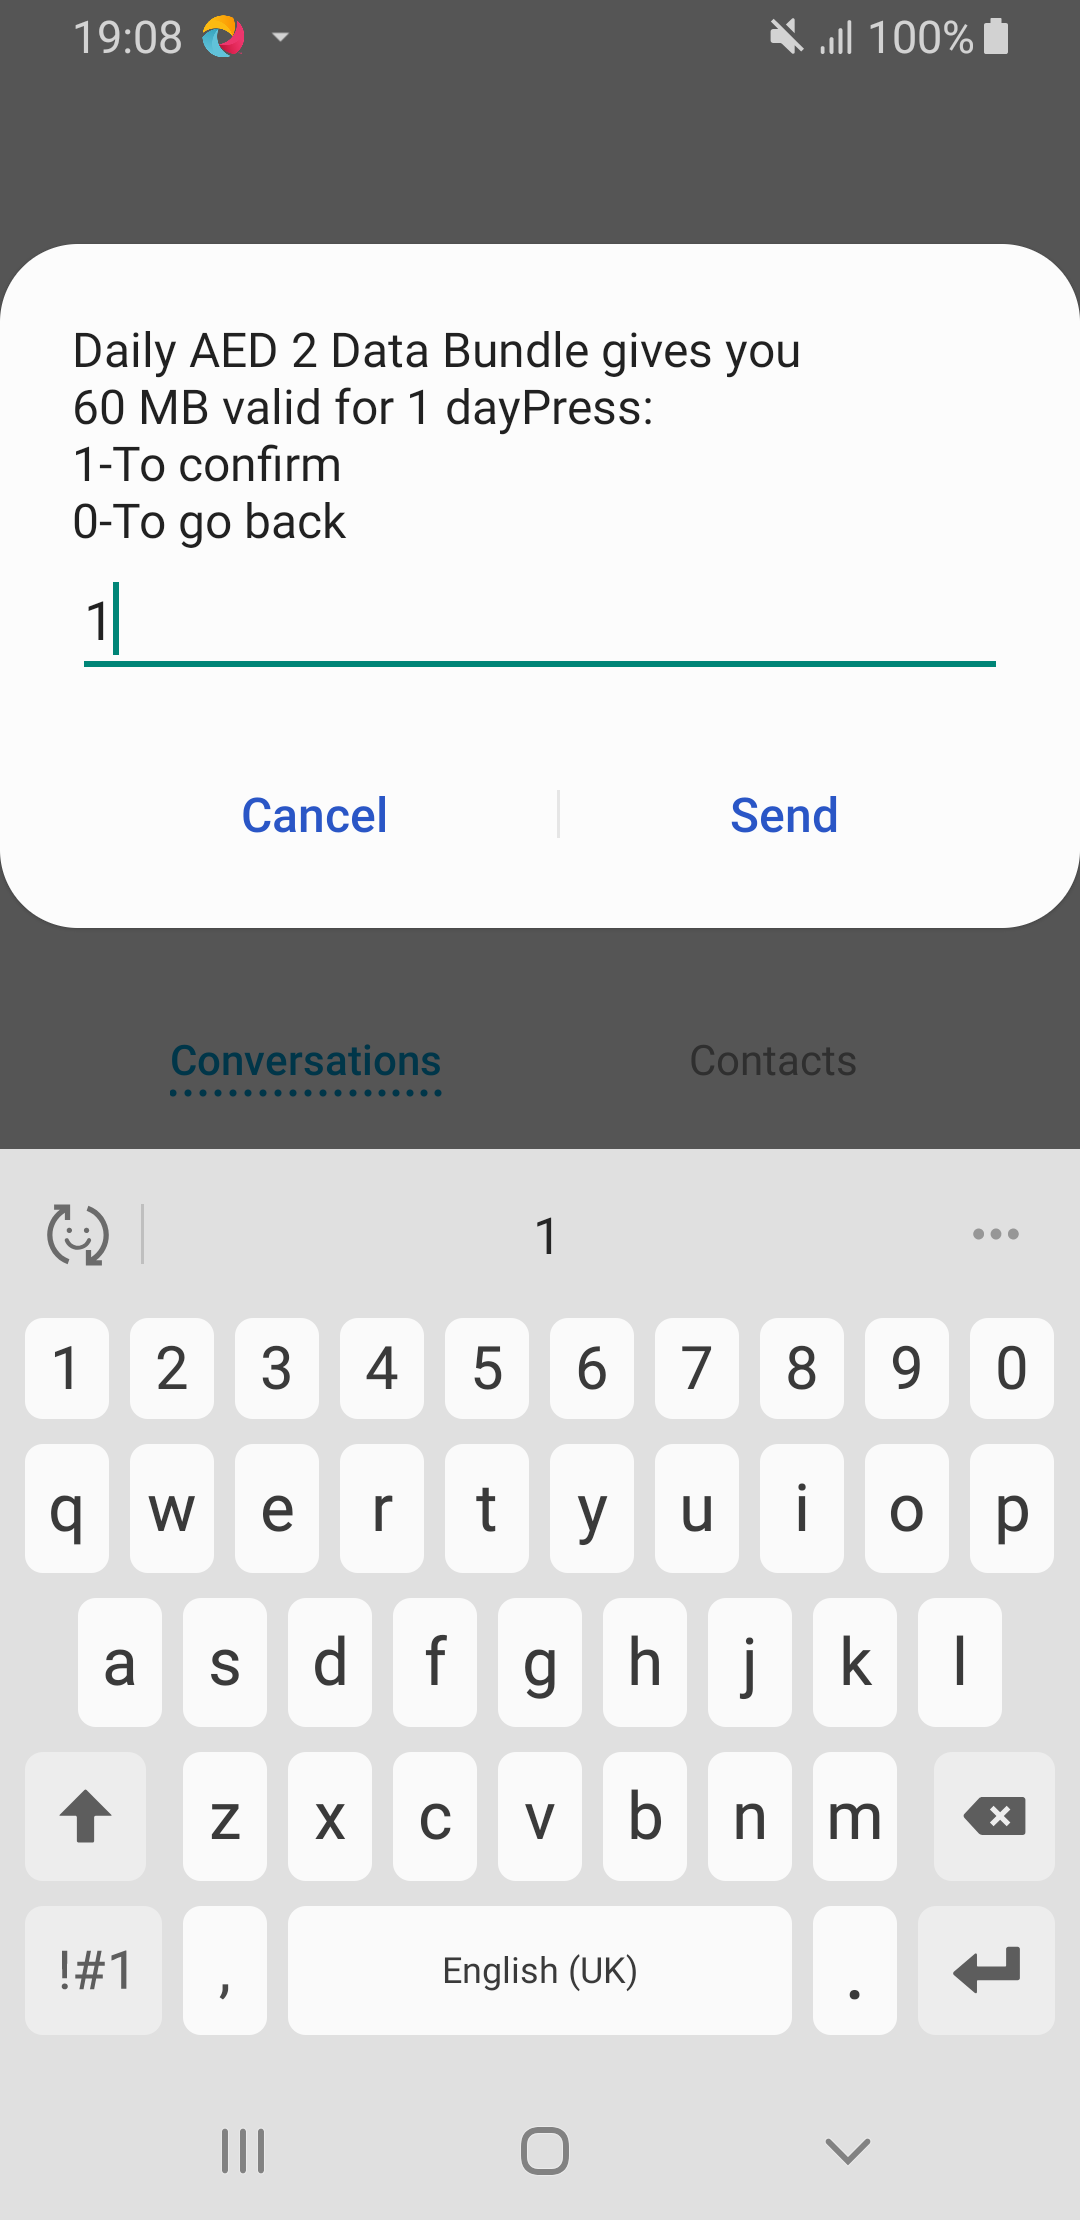 19:08
100%
Daily AED 2 Data Bundle gives you
60 MB valid for 1 dayPress:
1-To confirm
0-To go back
1
Cancel
Send
Conversations
Contacts
1
1 2 3 4 5 6 7 8 9 0
q w e r t y u i o p
a s d f g h j k l
z x c v b n m
!#1 , English (UK) .